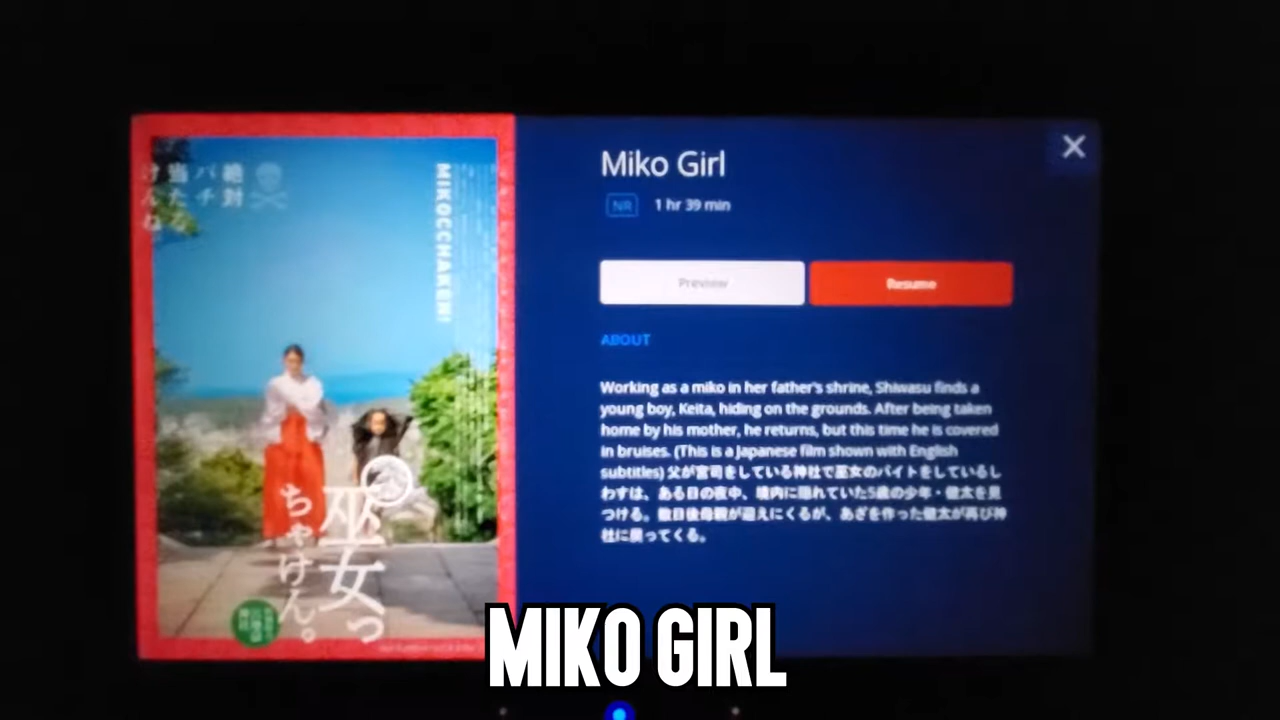 絶対
バチ
当た
けんね
MIKOCCHAKEN!
巫女っ
ちゃけん。
Miko Girl
NR 1 hr 39 min
Preview
Resume
ABOUT
Working as a miko in her father's shrine, Shiwasu finds a
young boy, Keita, hiding on the grounds. After being taken
home by his mother, he returns, but this time he is covered
in bruises. (This is a Japanese film shown with English
subtitles) 父が宮司をしている神社で巫女のバイトをしているし
わすは、ある日の夜中、境内に隠れていた5歳の少年・健太を見
つける。数日後母親が迎えにくるが、あざを作った健太が再び神
社に戻ってくる。
MIKO GIRL